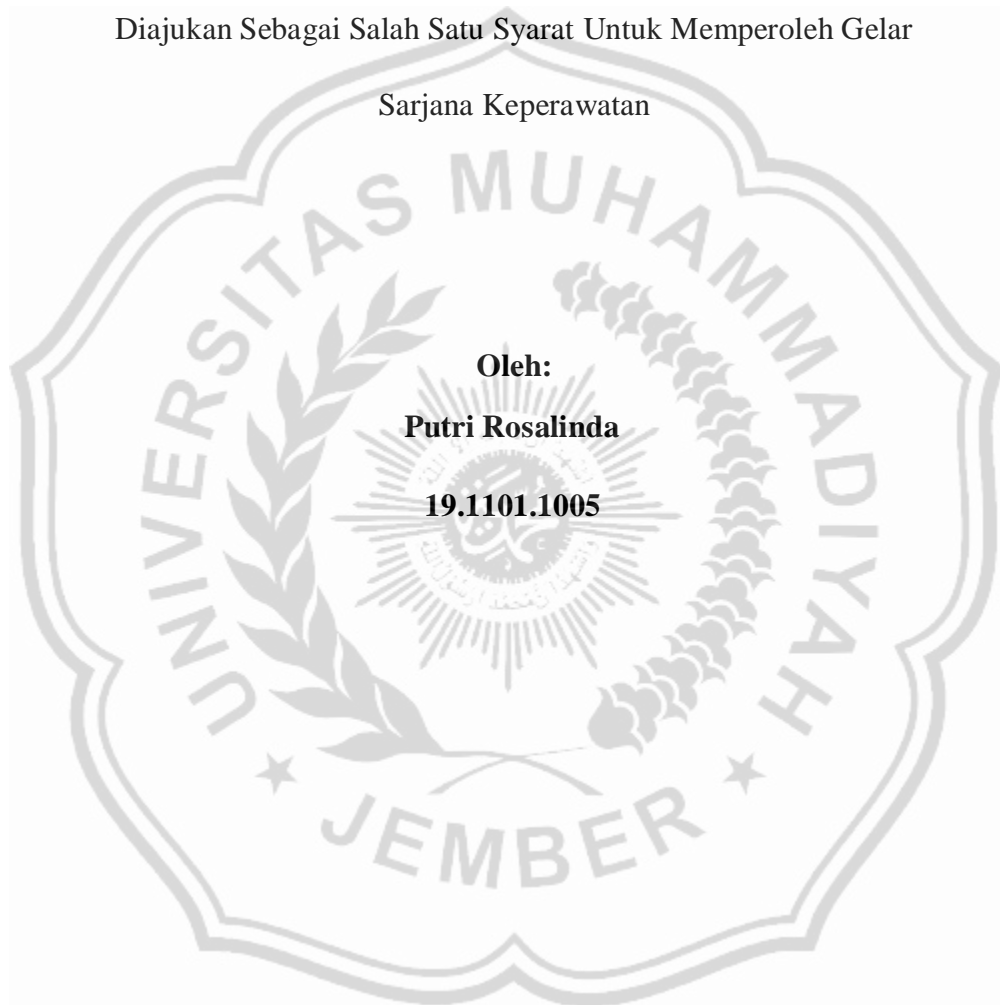 Diajukan Sebagai Salah Satu Syarat Untuk Memperoleh Gelar
Sarjana Keperawatan
UNIVERSITAS MUHAMMADIYAH
Oleh:
Putri Rosalinda
19.1101.1005
JEMBER